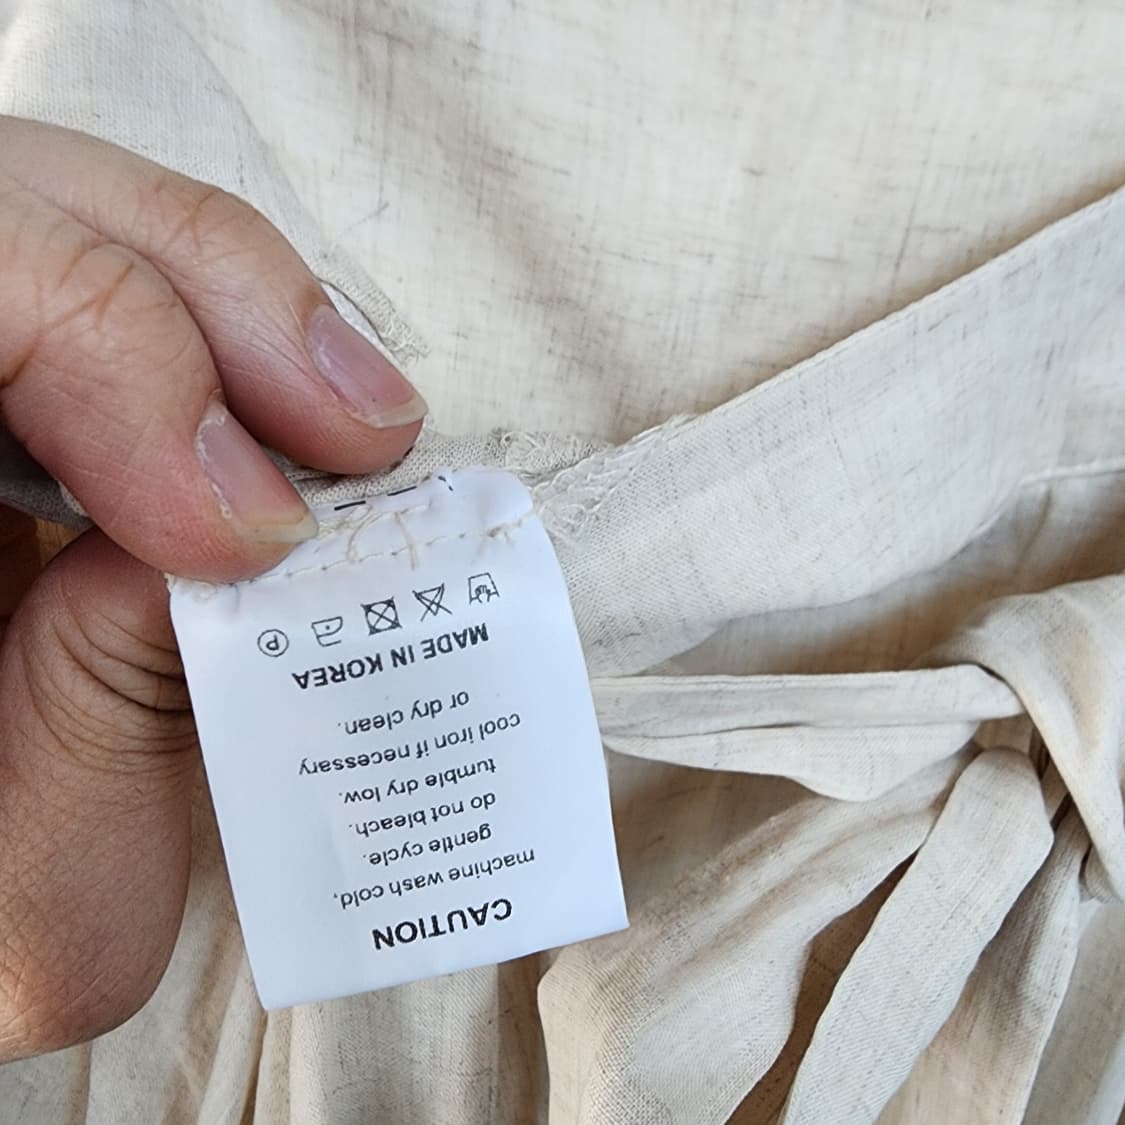 CAUTION
machine wash cold,
gentle cycle.
do not bleach.
tumble dry low.
cool iron if necessary
or dry clean.
MADE IN KOREA
P